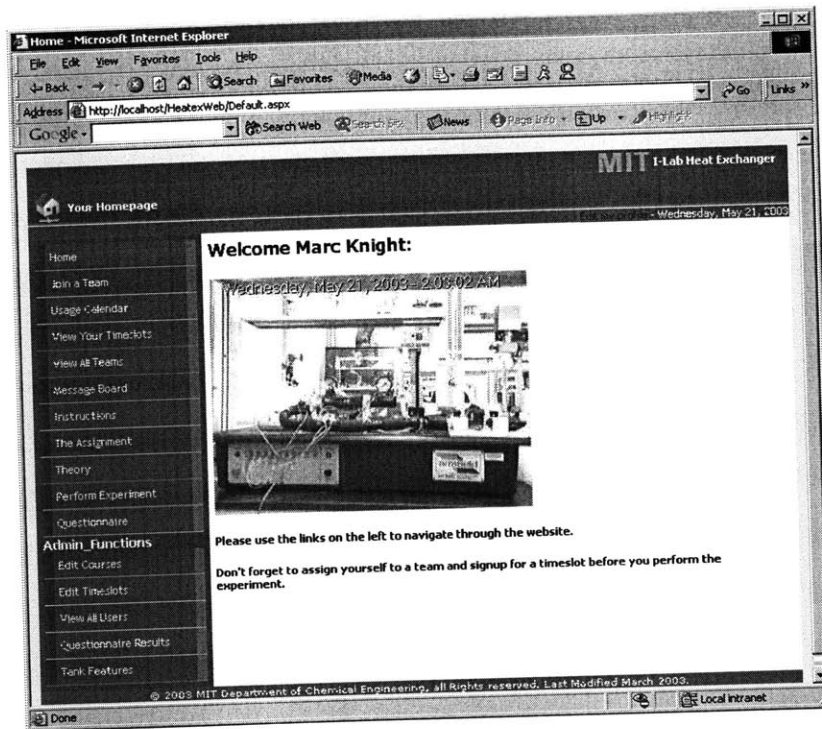 Home - Microsoft Internet Explorer
File Edit View Favorites Tools Help
Back Search Favorites Media
Address http://localhost/HeatexWeb/Default.aspx Go Links »
Google Search Web Search Site News Page Info Up Highlight
MIT I-Lab Heat Exchanger
Your Homepage
- Wednesday, May 21, 2003
Home
Join a Team
Usage Calendar
View Your Timeslots
View All Teams
Message Board
Instructions
The Assignment
Theory
Perform Experiment
Questionnaire
Admin_Functions
Edit Courses
Edit Timeslots
View All Users
Questionnaire Results
Tank Features
Welcome Marc Knight:
Wednesday, May 21, 2003 - 2:03:02 AM
Please use the links on the left to navigate through the website.
Don't forget to assign yourself to a team and signup for a timeslot before you perform the
experiment.
© 2003 MIT Department of Chemical Engineering, all Rights reserved. Last Modified March 2003.
Done Local intranet